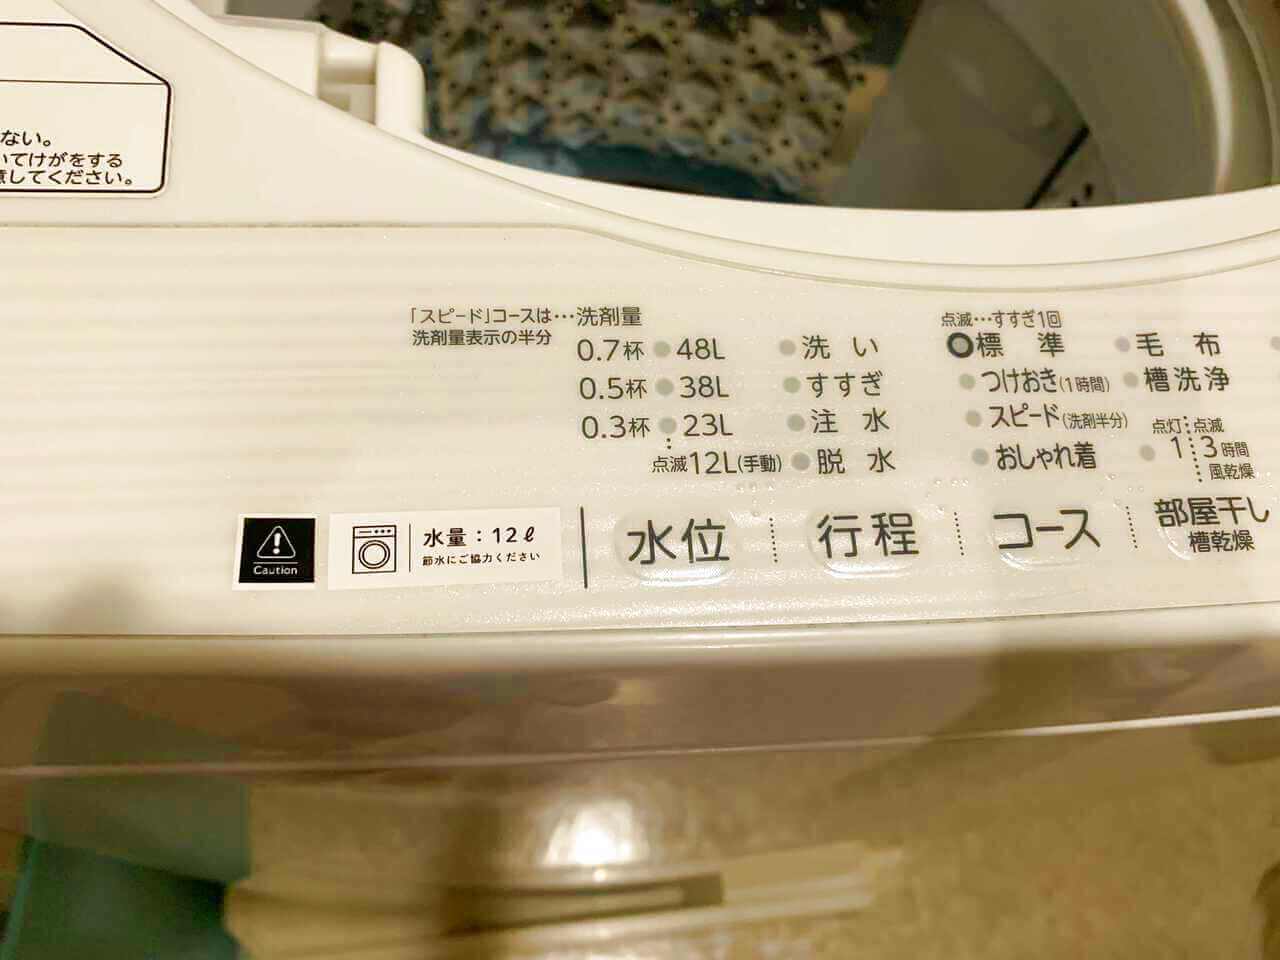 ない。
いてけがをする
意してください。
「スピード」コースは…洗剤量
洗剤量表示の半分
0.7杯 48L
0.5杯 38L
0.3杯 23L
点滅12L(手動)
洗い
すすぎ
注水
脱水
点滅…すすぎ1回
標準
つけおき(1時間)
スピード(洗剤半分)
おしゃれ着
毛布
槽洗浄
点灯 点滅
1 3時間
風乾燥
Caution
水量:12ℓ
節水にご協力ください
水位
行程
コース
部屋干し
槽乾燥